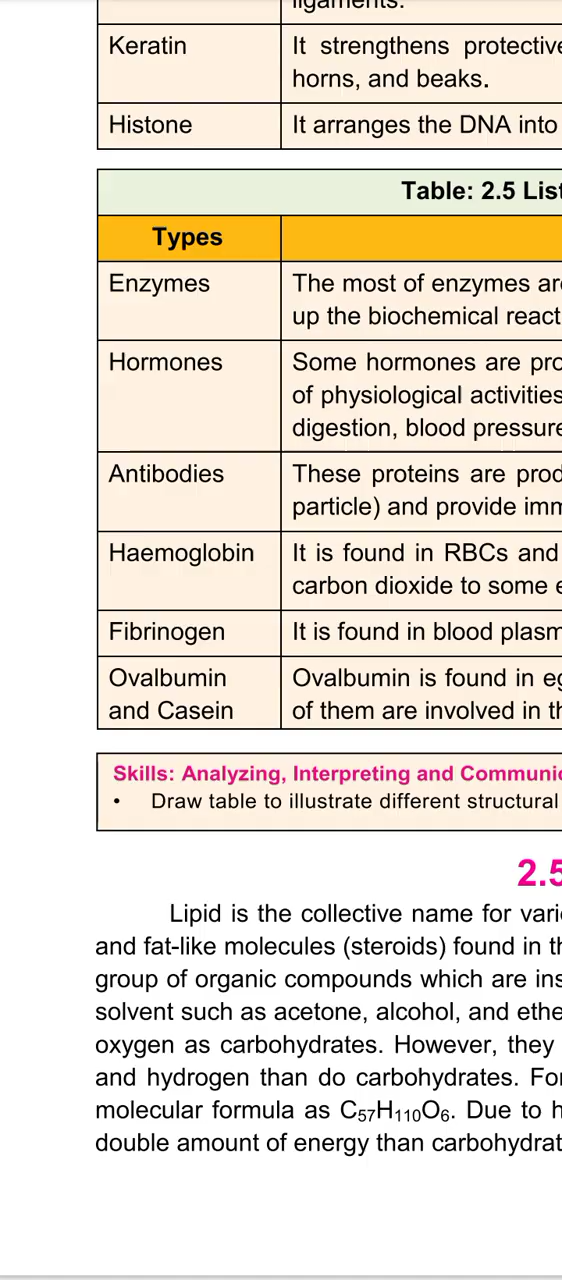 ligaments.
Keratin
It strengthens protective
horns, and beaks.
Histone
It arranges the DNA into
Table: 2.5 List
Types
Enzymes
The most of enzymes are
up the biochemical react
Hormones
Some hormones are pro
of physiological activities
digestion, blood pressure
Antibodies
These proteins are prod
particle) and provide imm
Haemoglobin
It is found in RBCs and
carbon dioxide to some e
Fibrinogen
It is found in blood plasm
Ovalbumin
and Casein
Ovalbumin is found in eg
of them are involved in th
Skills: Analyzing, Interpreting and Communic
• Draw table to illustrate different structural
2.5
Lipid is the collective name for vari
and fat-like molecules (steroids) found in th
group of organic compounds which are ins
solvent such as acetone, alcohol, and ethe
oxygen as carbohydrates. However, they
and hydrogen than do carbohydrates. For
molecular formula as C₅₇H₁₁₀O₆. Due to h
double amount of energy than carbohydrat